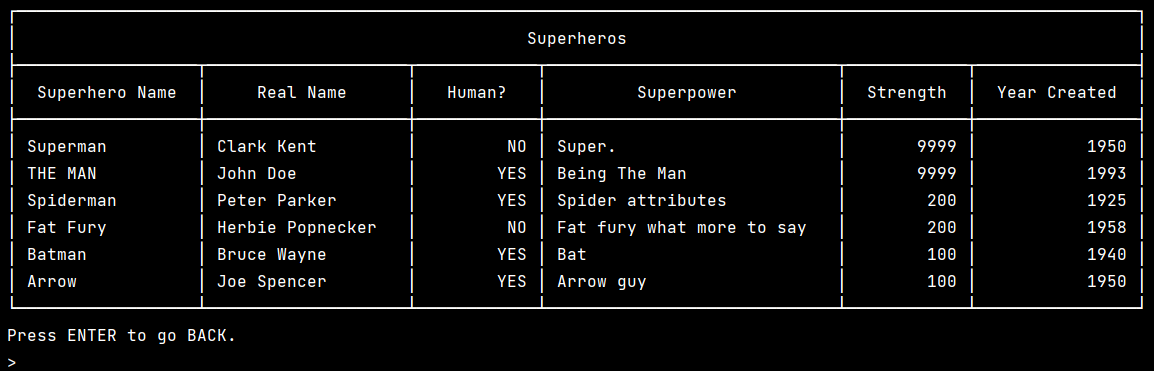 Superheros
Superhero Name Real Name Human? Superpower Strength Year Created
Superman Clark Kent NO Super. 9999 1950
THE MAN John Doe YES Being The Man 9999 1993
Spiderman Peter Parker YES Spider attributes 200 1925
Fat Fury Herbie Popnecker NO Fat fury what more to say 200 1958
Batman Bruce Wayne YES Bat 100 1940
Arrow Joe Spencer YES Arrow guy 100 1950
Press ENTER to go BACK.
>